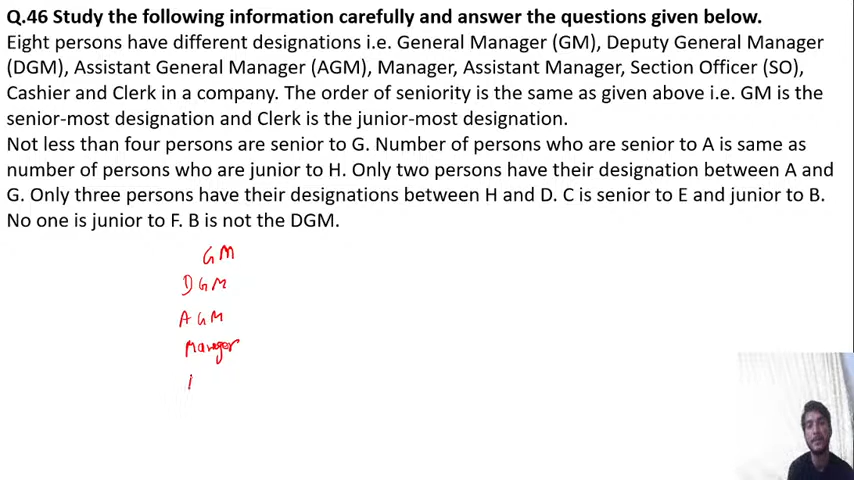 Q.46 Study the following information carefully and answer the questions given below.
Eight persons have different designations i.e. General Manager (GM), Deputy General Manager
(DGM), Assistant General Manager (AGM), Manager, Assistant Manager, Section Officer (SO),
Cashier and Clerk in a company. The order of seniority is the same as given above i.e. GM is the
senior-most designation and Clerk is the junior-most designation.
Not less than four persons are senior to G. Number of persons who are senior to A is same as
number of persons who are junior to H. Only two persons have their designation between A and
G. Only three persons have their designations between H and D. C is senior to E and junior to B.
No one is junior to F. B is not the DGM.
GM
DGM
AGM
Manager